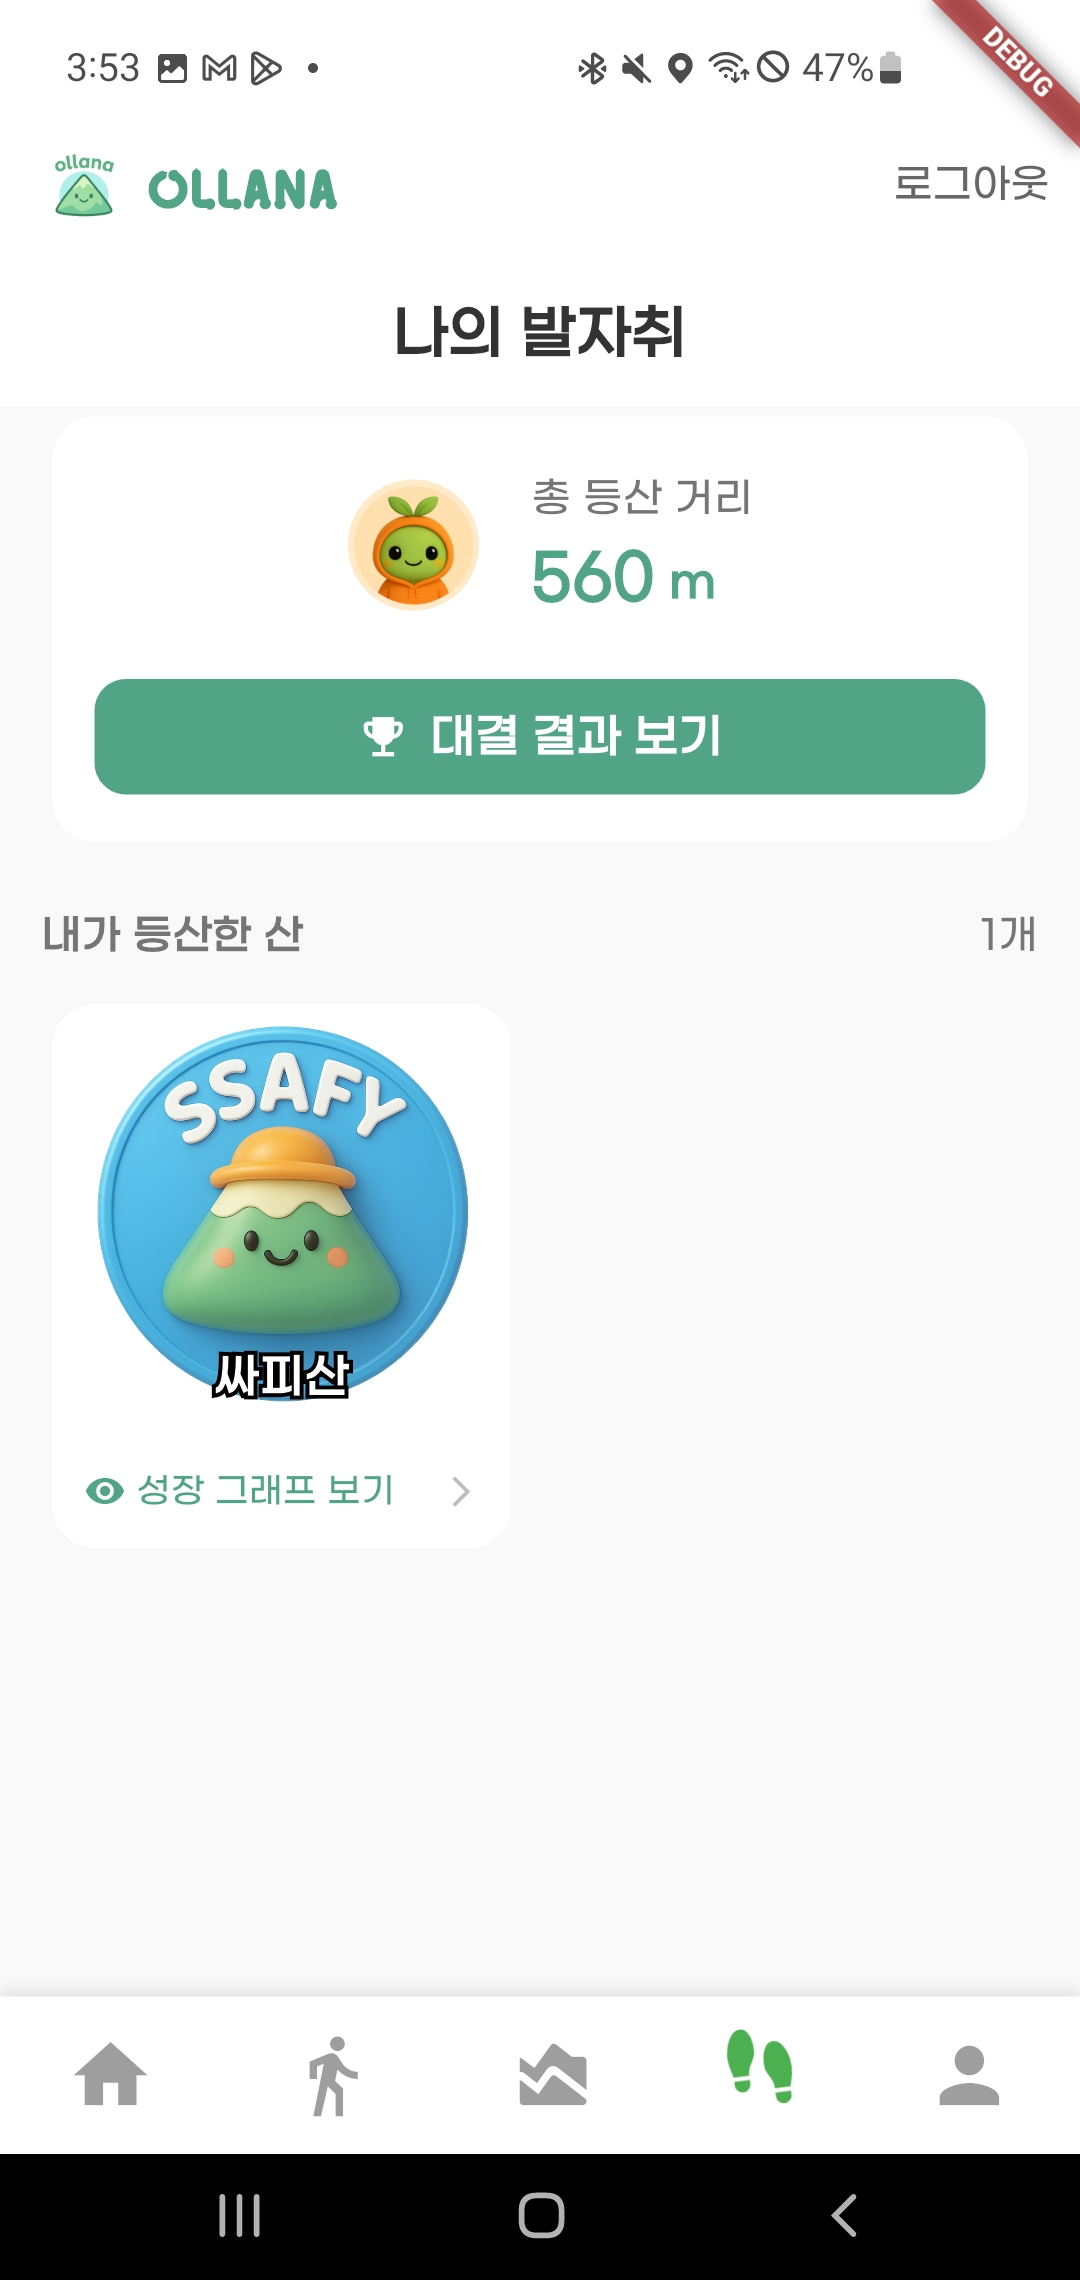 3:53
47%
DEBUG
ollana
OLLANA
로그아웃
나의 발자취
총 등산 거리
560 m
대결 결과 보기
내가 등산한 산
1개
SSAFY
싸피산
성장 그래프 보기